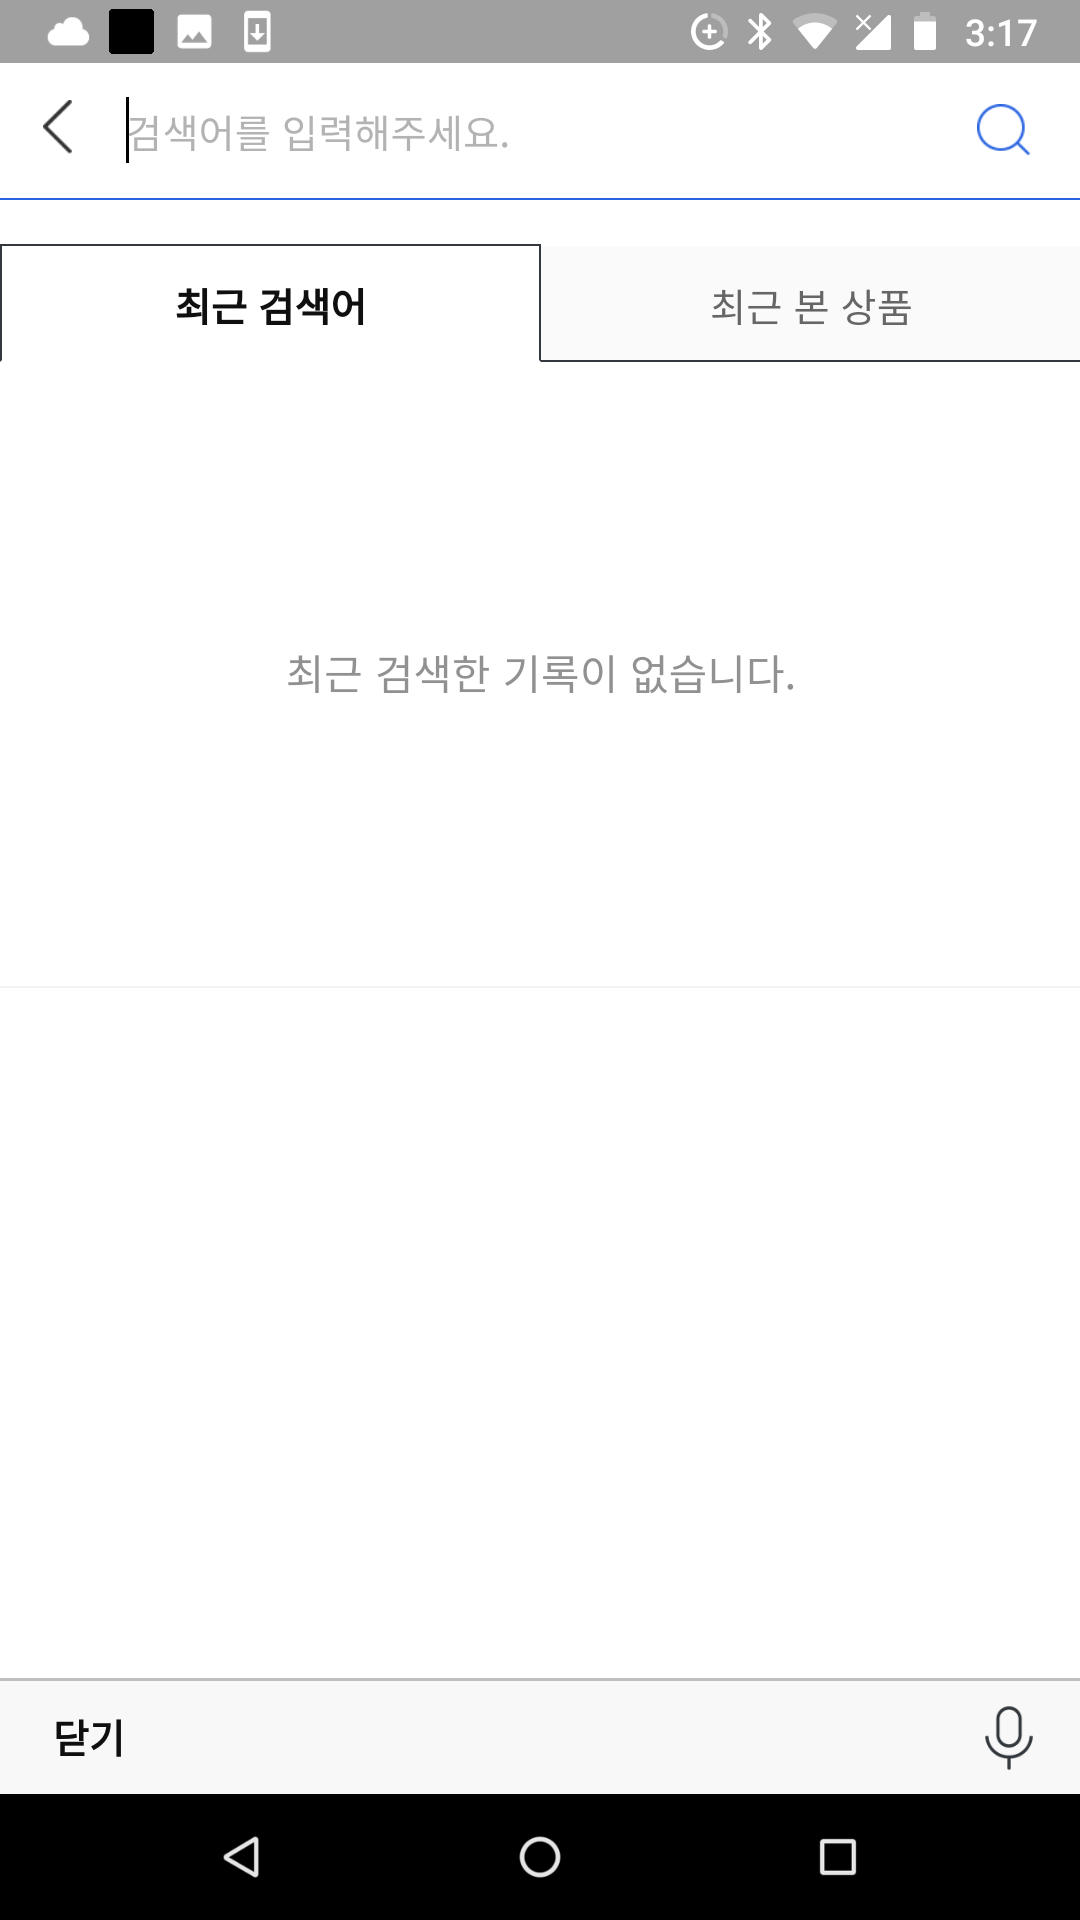 3:17
검색어를 입력해주세요.
최근 검색어
최근 본 상품
최근 검색한 기록이 없습니다.
닫기